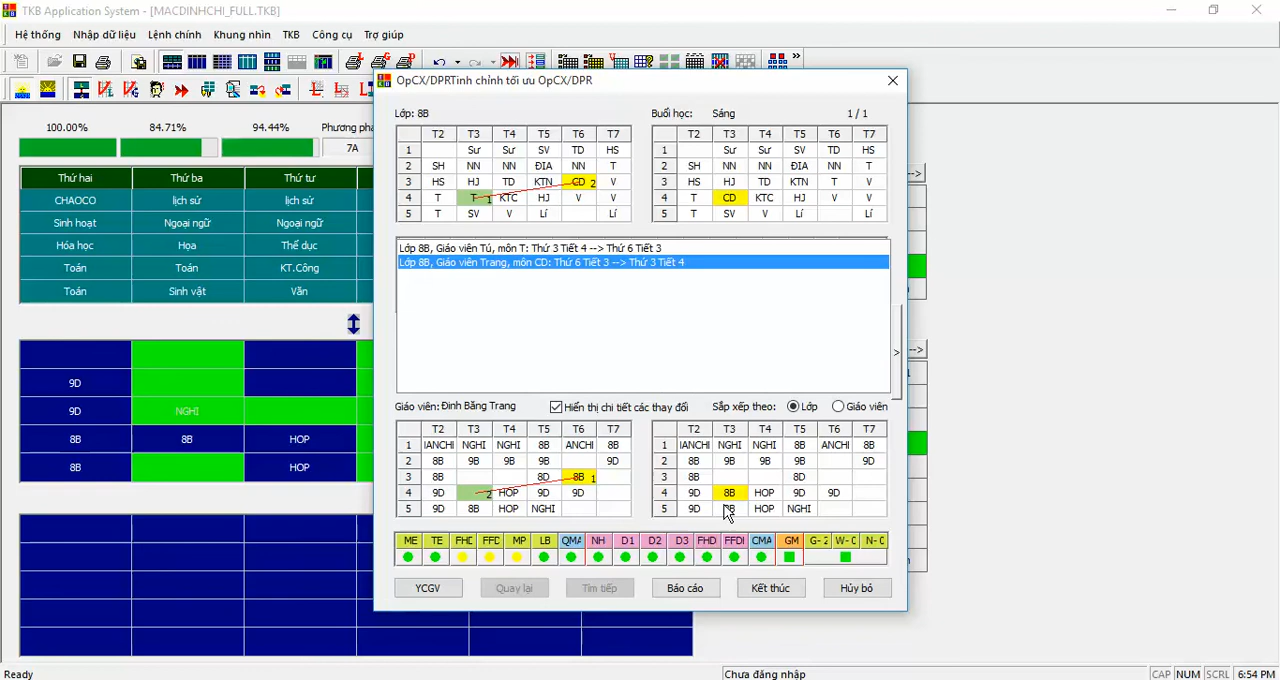 TKB Application System - [MACDINHCHI_FULL.TKB]
Hệ thống Nhập dữ liệu Lệnh chính Khung nhìn TKB Công cụ Trợ giúp
100.00% 84.71% 94.44% Phương phá
7A
Thứ hai Thứ ba Thứ tư
CHAOCO lịch sử lịch sử
Sinh hoạt Ngoại ngữ Ngoại ngữ
Hóa học Họa Thể dục
Toán Toán KT.Công
Toán Sinh vật Văn
9D
9D NGHI
8B 8B HOP
8B HOP
OpCX/DPRTinh chỉnh tối ưu OpCX/DPR
Lớp: 8B Buổi học: Sáng 1 / 1
T2 T3 T4 T5 T6 T7
1 Sư Sư SV TD HS
2 SH NN NN ĐIA NN T
3 HS HJ TD KTN CD 2 V
4 T T 1 KTC HJ V V
5 T SV V Lí Lí
T2 T3 T4 T5 T6 T7
1 Sư Sư SV TD HS
2 SH NN NN ĐIA NN T
3 HS HJ TD KTN T V
4 T CD KTC HJ V V
5 T SV V Lí Lí
Lớp 8B, Giáo viên Tú, môn T: Thứ 3 Tiết 4 --> Thứ 6 Tiết 3
Lớp 8B, Giáo viên Trang, môn CD: Thứ 6 Tiết 3 --> Thứ 3 Tiết 4
-->
-->
>
Giáo viên: Đinh Băng Trang Hiển thị chi tiết các thay đổi Sắp xếp theo: Lớp Giáo viên
T2 T3 T4 T5 T6 T7
1 IANCHI NGHI NGHI 8B ANCHI 8B
2 8B 9B 9B 9B 9D
3 8B 8D 8B 1
4 9D 2 HOP 9D 9D
5 9D 8B HOP NGHI
T2 T3 T4 T5 T6 T7
1 IANCHI NGHI NGHI 8B ANCHI 8B
2 8B 9B 9B 9B 9D
3 8B 8D
4 9D 8B HOP 9D 9D
5 9D 8B HOP NGHI
ME TE FHD FFD MP LB QMA NH D1 D2 D3 FHD FFDI CMA GM G-2 W-0 N-0
YCGV Quay lại Tìm tiếp Báo cáo Kết thúc Hủy bỏ
Ready Chưa đăng nhập CAP NUM SCRL 6:54 PM